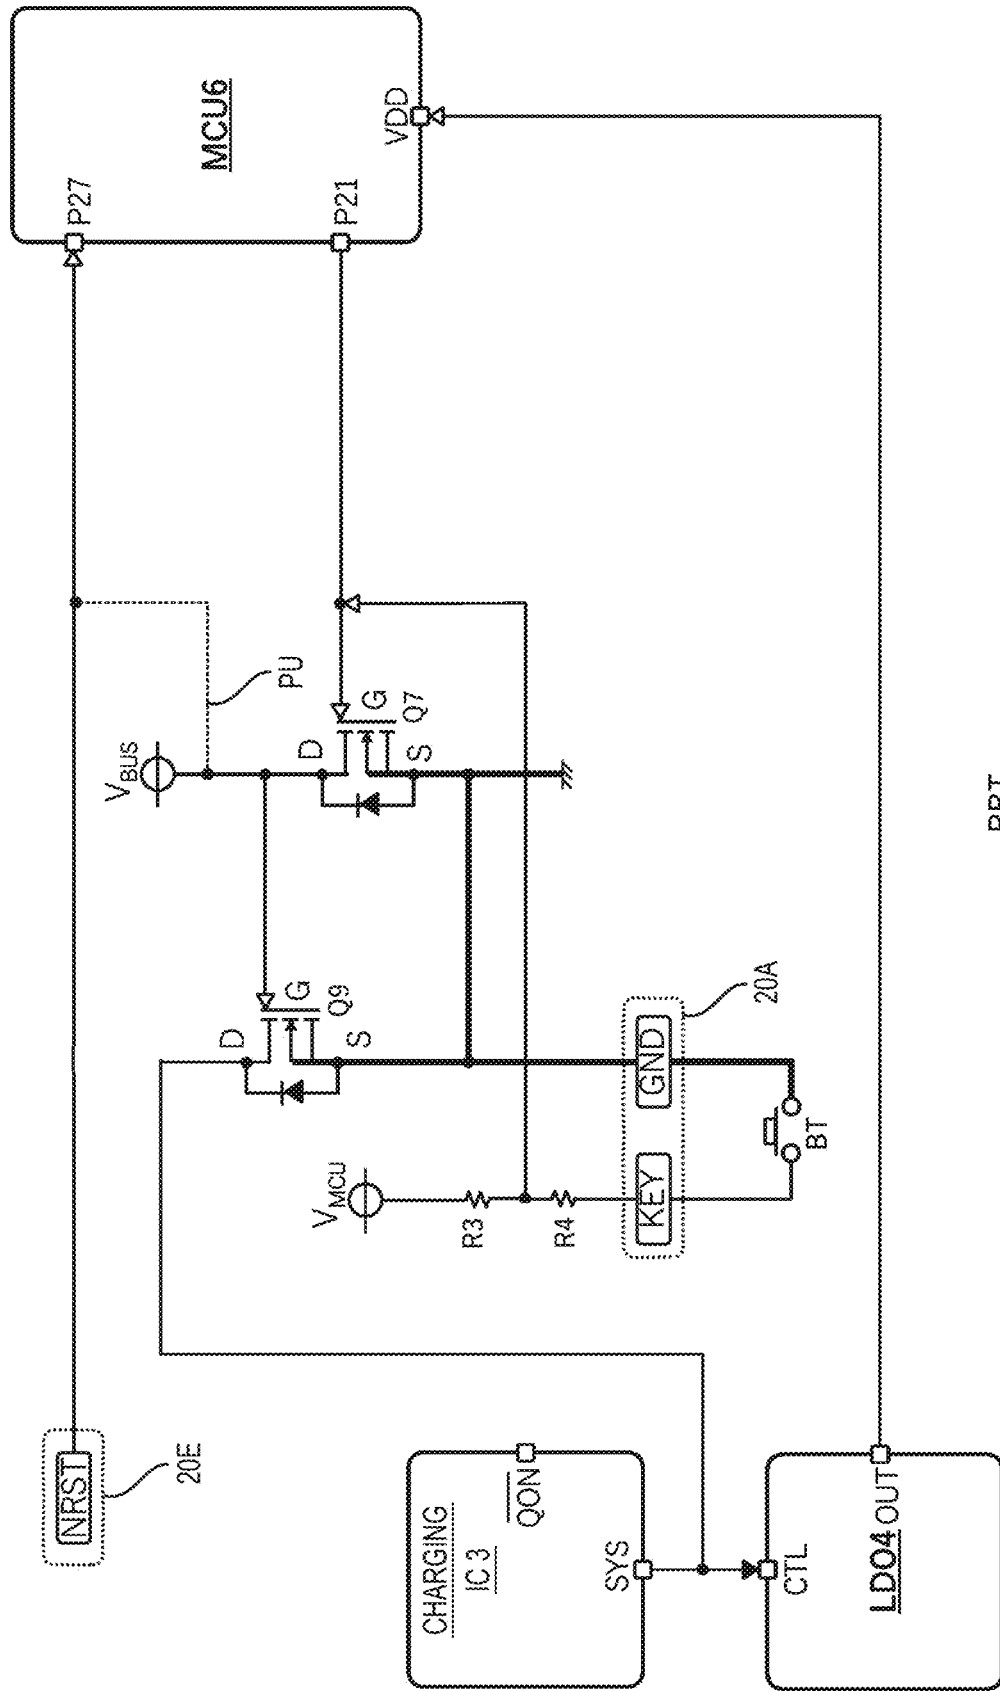 NRST
20E
P27
MCU6
P21
VDD
VBUS
PU
D
G
Q9
S
D
G
Q7
S
VMCU
R3
R4
CHARGING
IC 3
QON
SYS
KEY
GND
20A
BT
CTL
LDO4
OUT